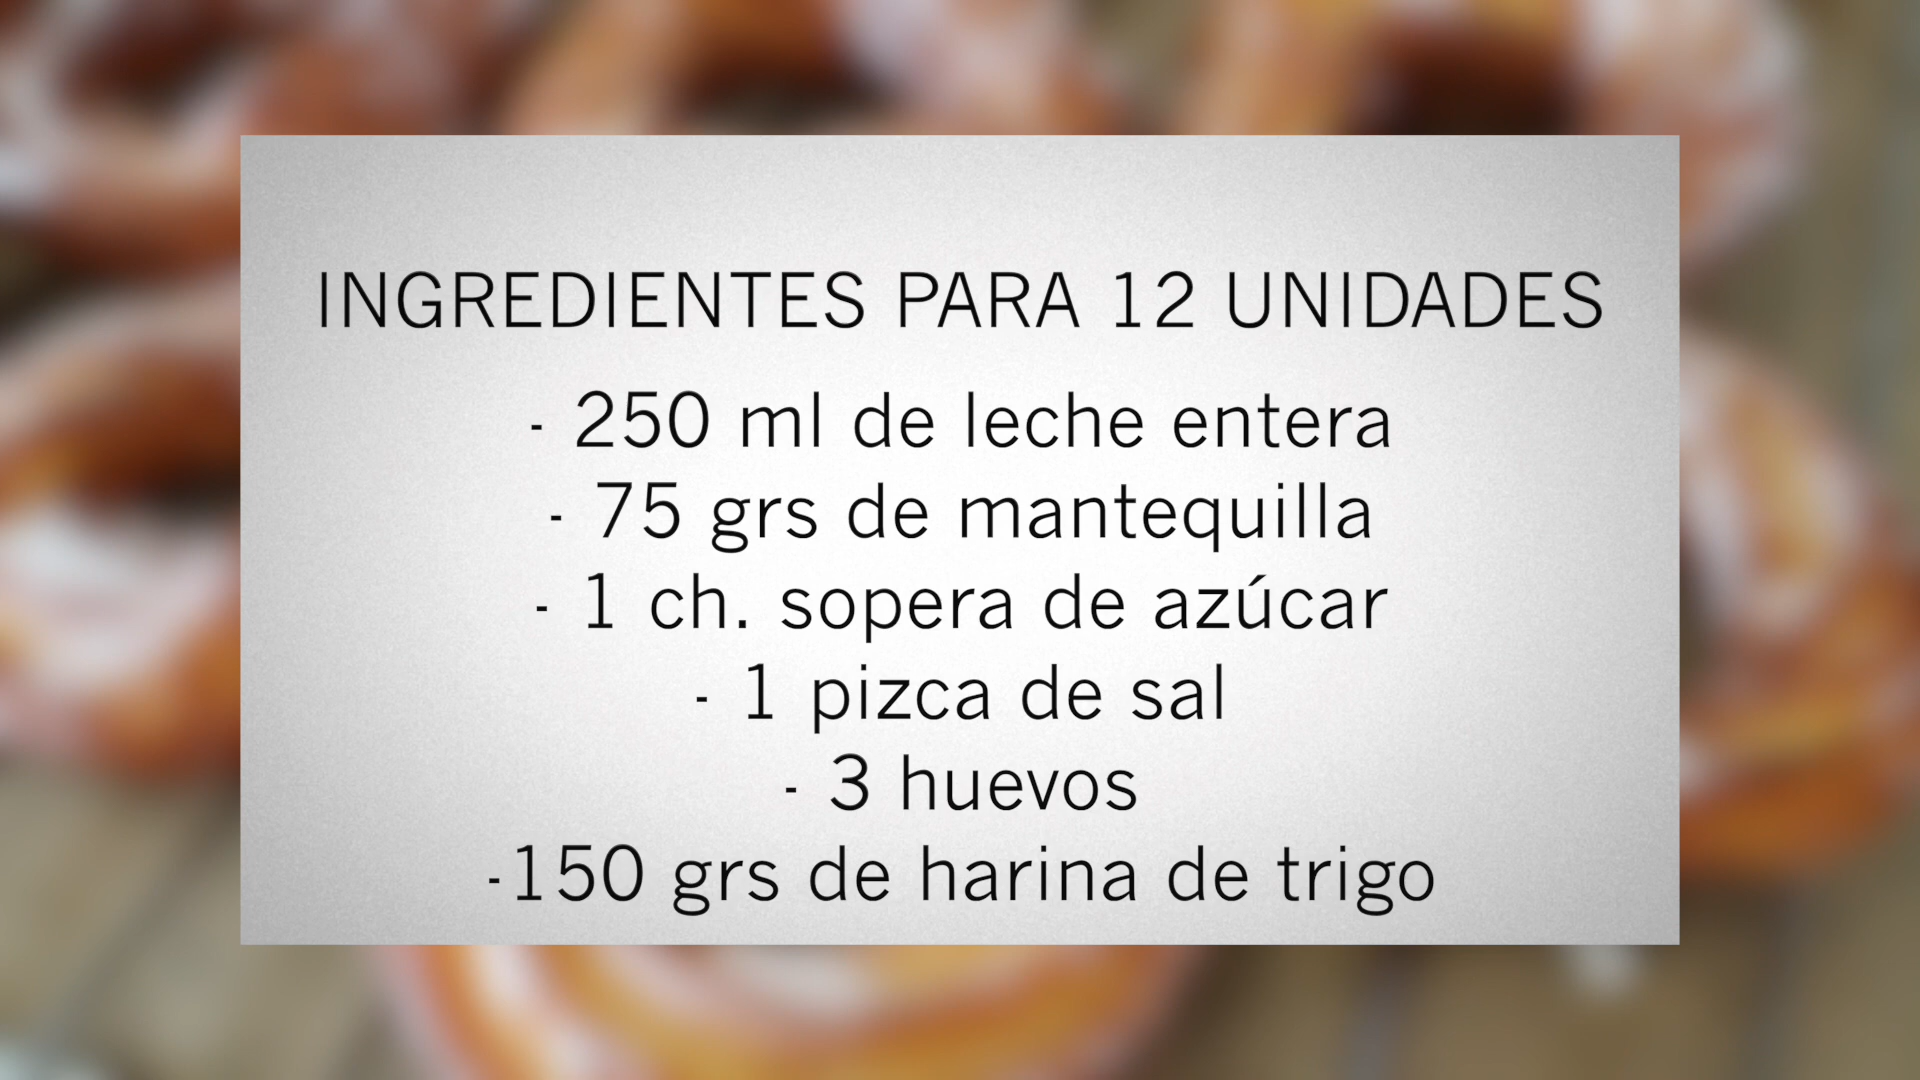 INGREDIENTES PARA 12 UNIDADES
- 250 ml de leche entera
- 75 grs de mantequilla
- 1 ch. sopera de azúcar
- 1 pizca de sal
- 3 huevos
-150 grs de harina de trigo